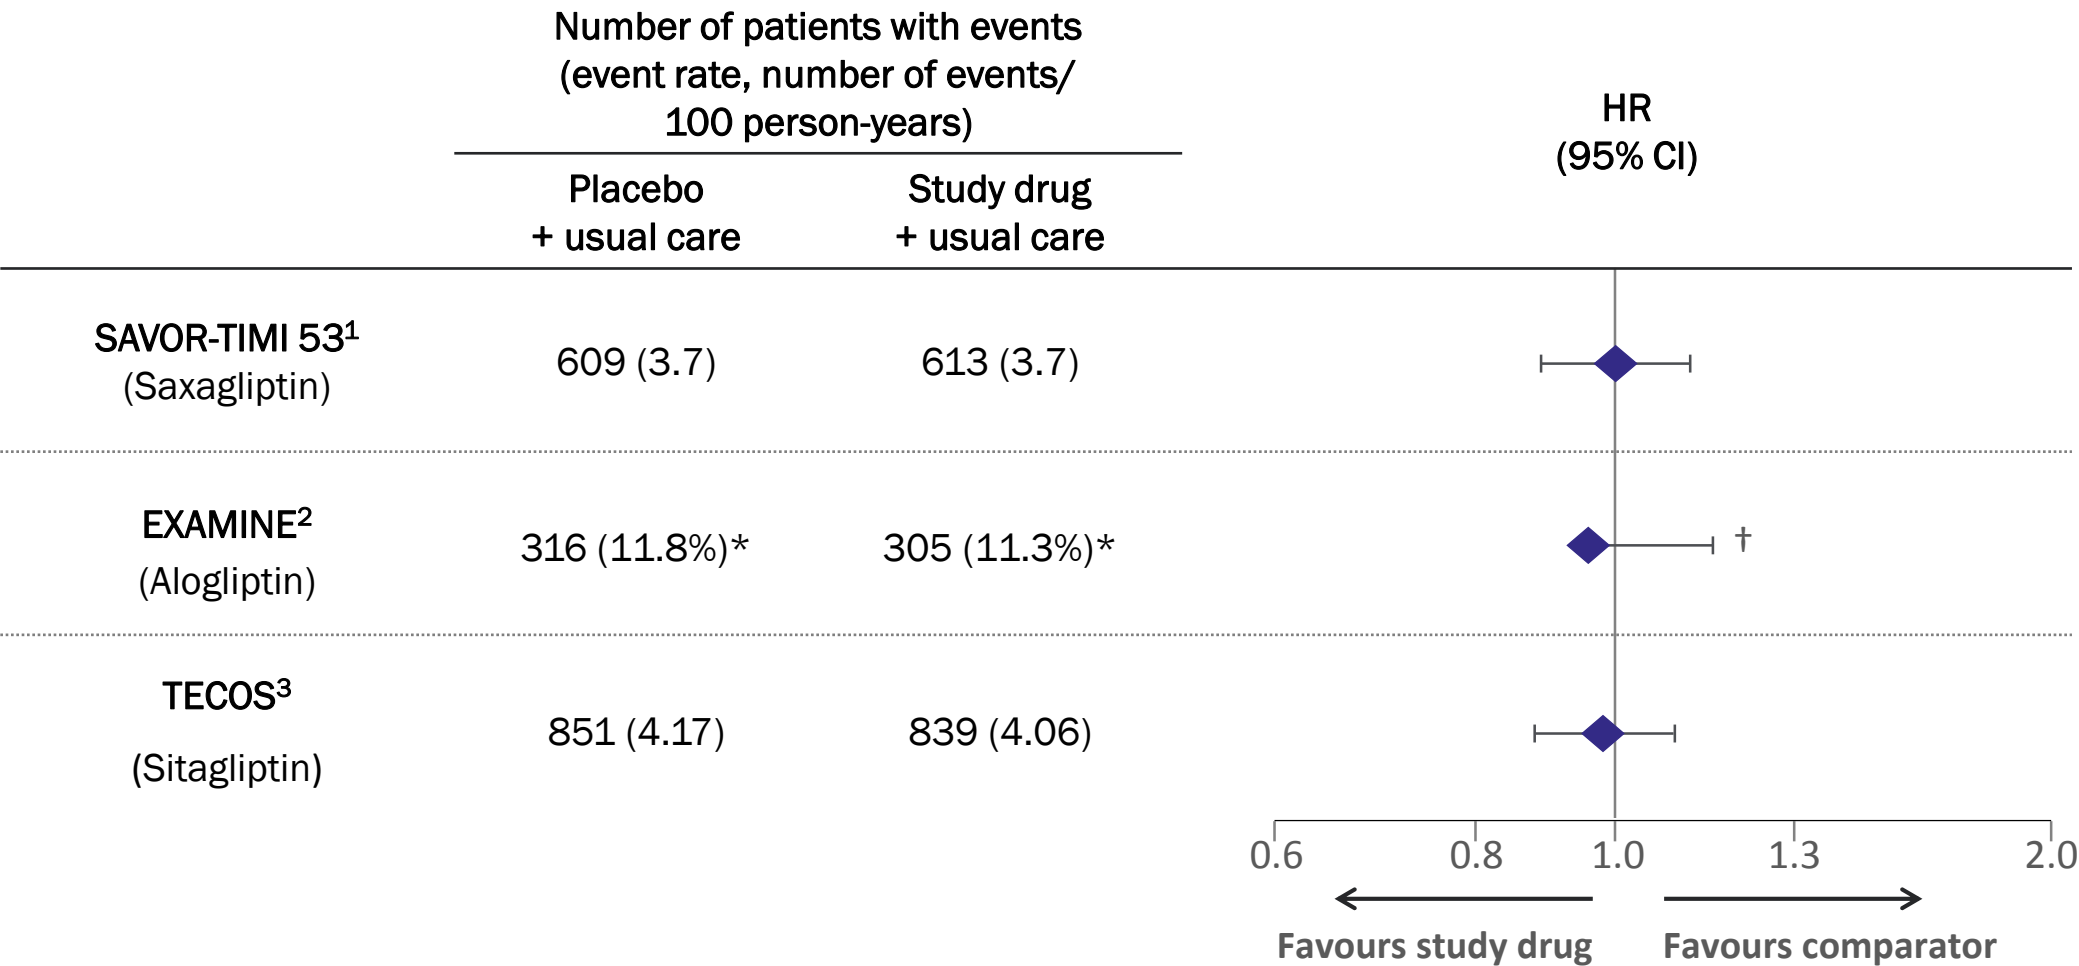 Number of patients with events
(event rate, number of events/
100 person-years)
HR
(95% CI)
Placebo
+ usual care
Study drug
+ usual care
SAVOR-TIMI 53¹
(Saxagliptin)
609 (3.7)
613 (3.7)
EXAMINE²
(Alogliptin)
316 (11.8%)*
305 (11.3%)*
†
TECOS³
(Sitagliptin)
851 (4.17)
839 (4.06)
0.6
0.8
1.0
1.3
2.0
Favours study drug
Favours comparator